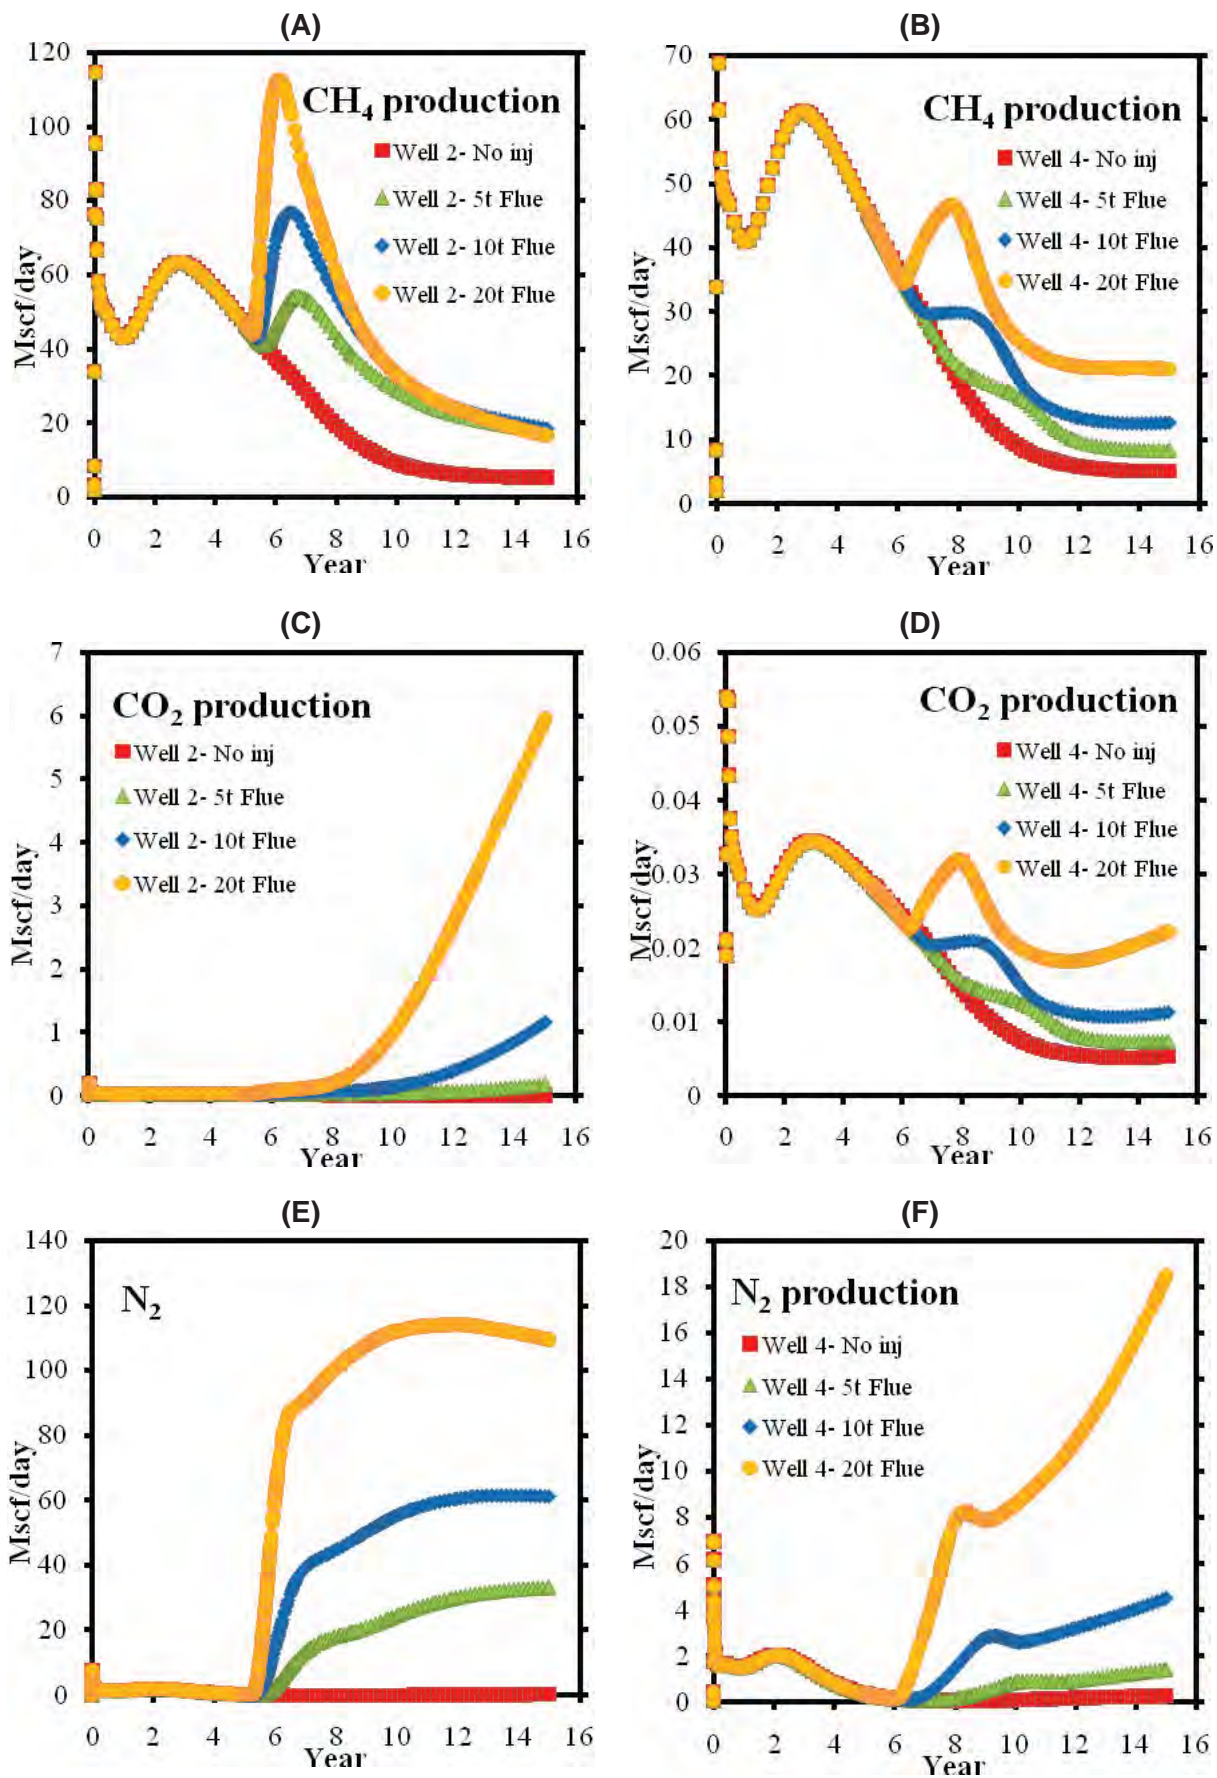 (A)
120
100
80
60
40
20
0
Mscf/day
CH4 production
Well 2- No inj
Well 2- 5t Flue
Well 2- 10t Flue
Well 2- 20t Flue
0 2 4 6 8 10 12 14 16
Year
(B)
70
60
50
40
30
20
10
0
Mscf/day
CH4 production
Well 4- No inj
Well 4- 5t Flue
Well 4- 10t Flue
Well 4- 20t Flue
0 2 4 6 8 10 12 14 16
Year
(C)
7
6
5
4
3
2
1
0
Mscf/day
CO2 production
Well 2- No inj
Well 2- 5t Flue
Well 2- 10t Flue
Well 2- 20t Flue
0 2 4 6 8 10 12 14 16
Year
(D)
0.06
0.05
0.04
0.03
0.02
0.01
0
Mscf/day
CO2 production
Well 4- No inj
Well 4- 5t Flue
Well 4- 10t Flue
Well 4- 20t Flue
0 2 4 6 8 10 12 14 16
Year
(E)
140
120
100
80
60
40
20
0
Mscf/day
N2
0 2 4 6 8 10 12 14 16
Year
(F)
20
18
16
14
12
10
8
6
4
2
0
Mscf/day
N2 production
Well 4- No inj
Well 4- 5t Flue
Well 4- 10t Flue
Well 4- 20t Flue
0 2 4 6 8 10 12 14 16
Year